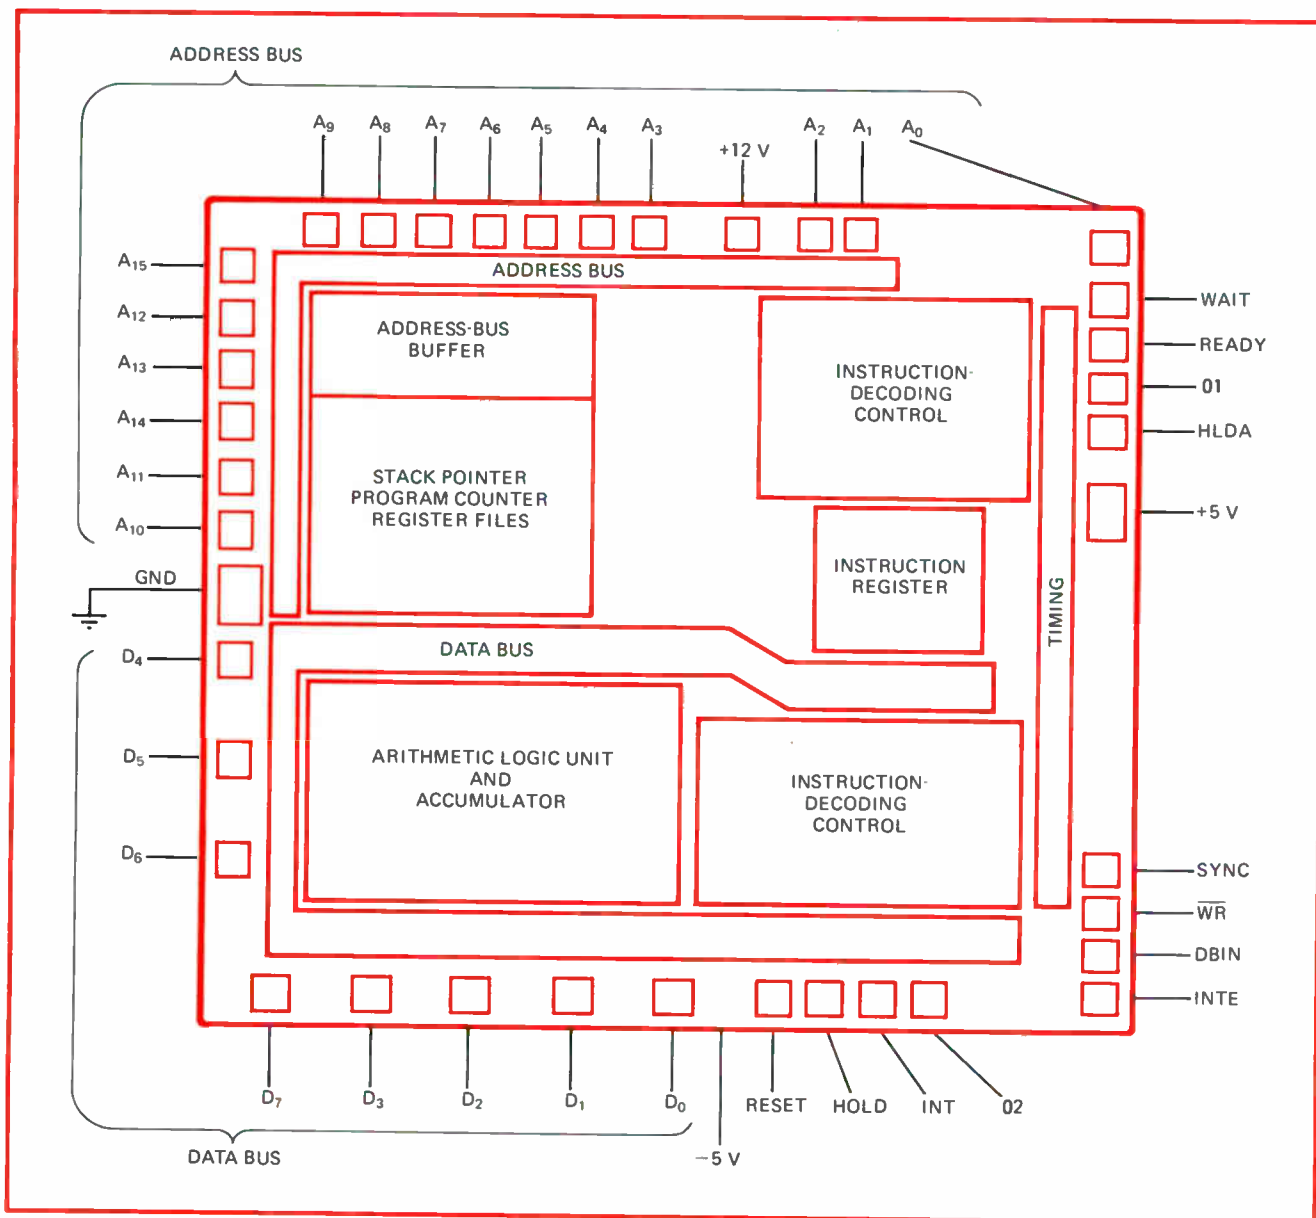 ADDRESS BUS
A₉ A₈ A₇ A₆ A₅ A₄ A₃ +12 V A₂ A₁ A₀
A₁₅
A₁₂
A₁₃
A₁₄
A₁₁
A₁₀
GND
D₄
D₅
D₆
ADDRESS BUS
ADDRESS-BUS
BUFFER
STACK POINTER
PROGRAM COUNTER
REGISTER FILES
INSTRUCTION-
DECODING
CONTROL
INSTRUCTION
REGISTER
TIMING
DATA BUS
ARITHMETIC LOGIC UNIT
AND
ACCUMULATOR
INSTRUCTION-
DECODING
CONTROL
WAIT
READY
01
HLDA
+5 V
SYNC
W̅R̅
DBIN
INTE
D₇ D₃ D₂ D₁ D₀ −5 V RESET HOLD INT 02
DATA BUS